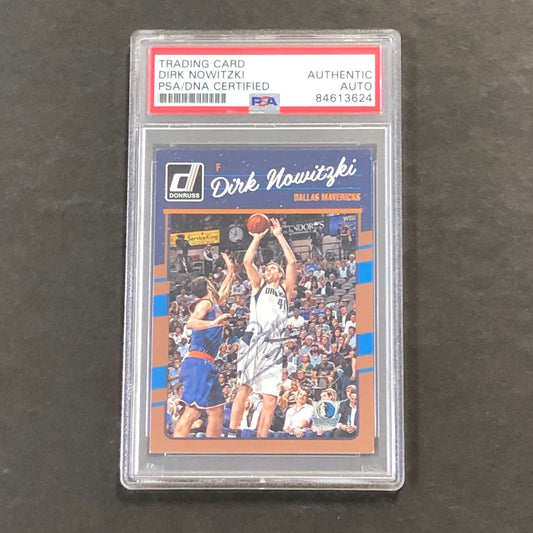 TRADING CARD
DIRK NOWITZKI
PSA/DNA CERTIFIED
AUTHENTIC
AUTO
84613624
PSA
DONRUSS
F
Dirk Nowitzki
DALLAS MAVERICKS